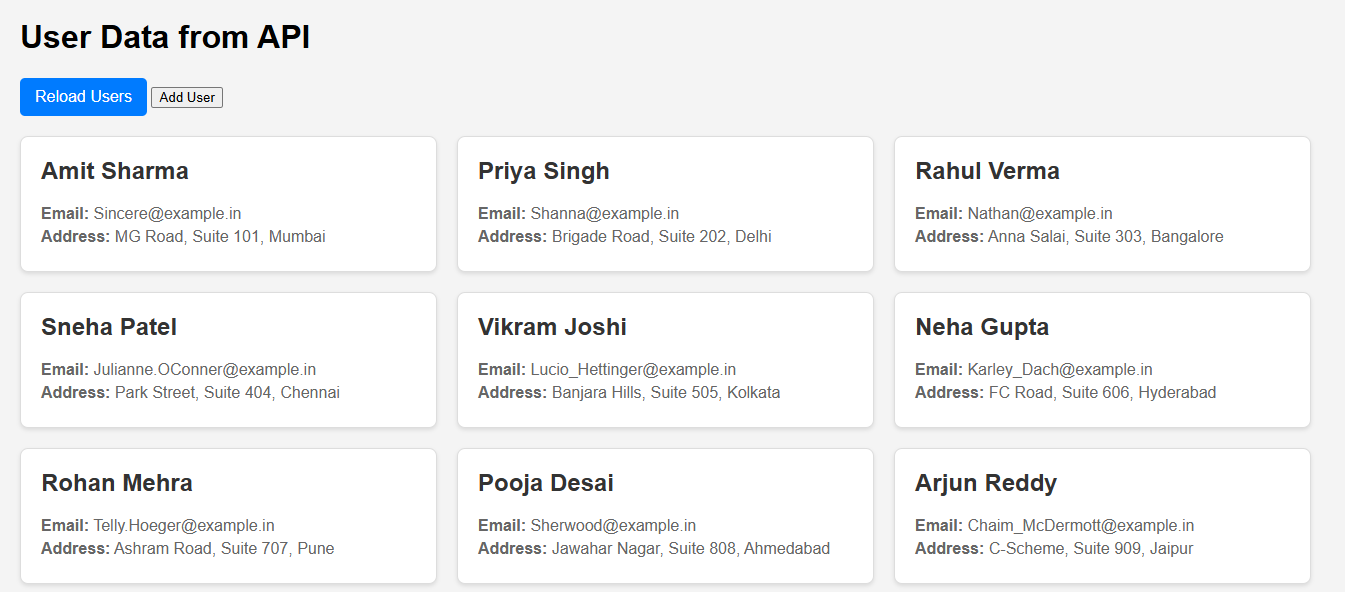 User Data from API
Reload Users
Add User
Amit Sharma
Email: Sincere@example.in
Address: MG Road, Suite 101, Mumbai
Priya Singh
Email: Shanna@example.in
Address: Brigade Road, Suite 202, Delhi
Rahul Verma
Email: Nathan@example.in
Address: Anna Salai, Suite 303, Bangalore
Sneha Patel
Email: Julianne.OConner@example.in
Address: Park Street, Suite 404, Chennai
Vikram Joshi
Email: Lucio_Hettinger@example.in
Address: Banjara Hills, Suite 505, Kolkata
Neha Gupta
Email: Karley_Dach@example.in
Address: FC Road, Suite 606, Hyderabad
Rohan Mehra
Email: Telly.Hoeger@example.in
Address: Ashram Road, Suite 707, Pune
Pooja Desai
Email: Sherwood@example.in
Address: Jawahar Nagar, Suite 808, Ahmedabad
Arjun Reddy
Email: Chaim_McDermott@example.in
Address: C-Scheme, Suite 909, Jaipur